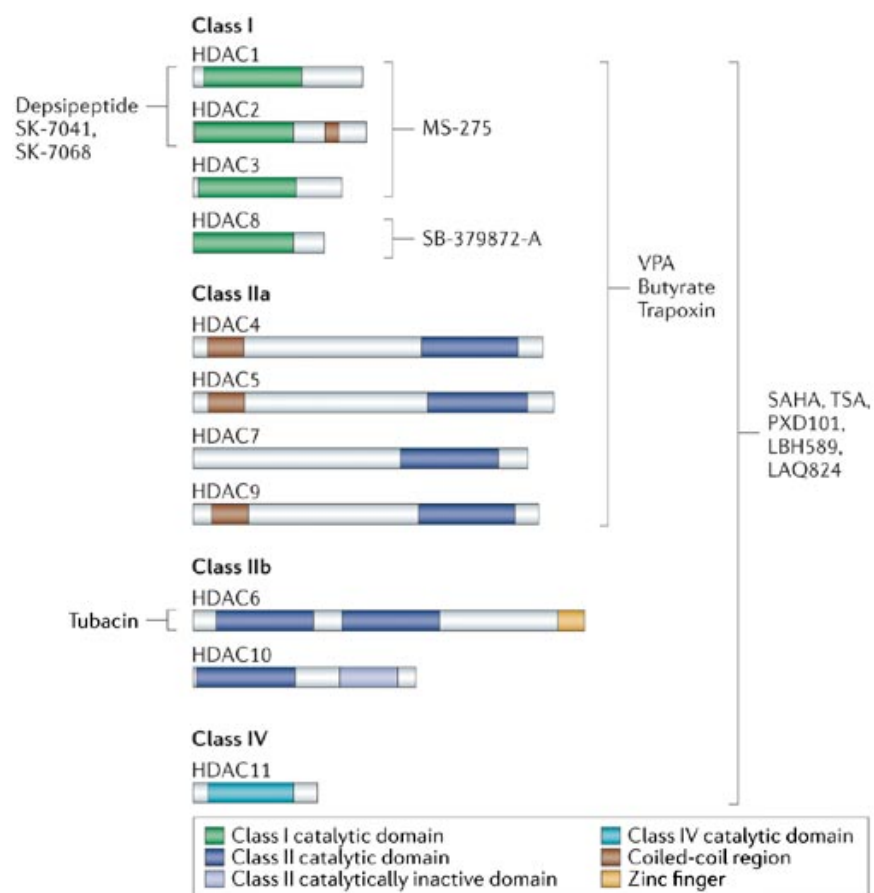 Class I
HDAC1
Depsipeptide
SK-7041,
SK-7068
HDAC2
MS-275
HDAC3
HDAC8
SB-379872-A
VPA
Butyrate
Trapoxin
Class IIa
HDAC4
HDAC5
SAHA, TSA,
PXD101,
LBH589,
LAQ824
HDAC7
HDAC9
Class IIb
HDAC6
Tubacin
HDAC10
Class IV
HDAC11
Class I catalytic domain
Class II catalytic domain
Class II catalytically inactive domain
Class IV catalytic domain
Coiled-coil region
Zinc finger